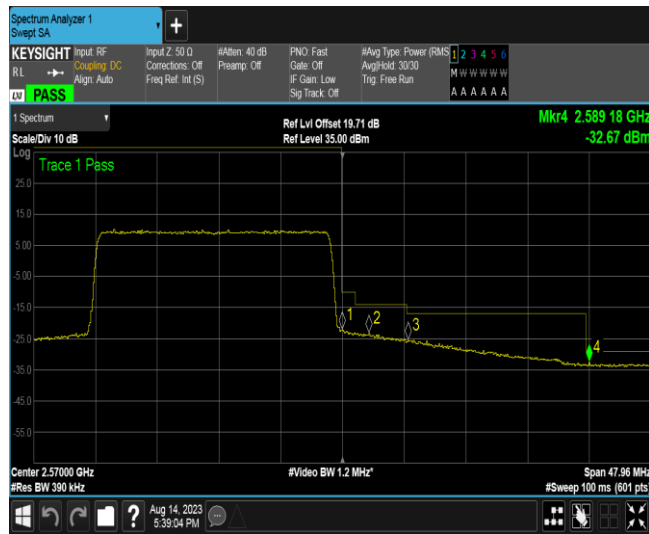 Spectrum Analyzer 1
Swept SA
KEYSIGHT
RL
LXI PASS
Input: RF
Coupling: DC
Align: Auto
Input Z: 50 Ω
Corrections: Off
Freq Ref: Int (S)
#Atten: 40 dB
Preamp: Off
PNO: Fast
Gate: Off
IF Gain: Low
Sig Track: Off
#Avg Type: Power (RMS
Avg|Hold: 30/30
Trig: Free Run
1 2 3 4 5 6
M W W W W W
A A A A A A
1 Spectrum
Scale/Div 10 dB
Ref Lvl Offset 19.71 dB
Ref Level 35.00 dBm
Mkr4 2.589 18 GHz
-32.67 dBm
Log
Trace 1 Pass
25.0
15.0
5.00
-5.00
-15.0
-25.0
-35.0
-45.0
-55.0
1
2
3
4
Center 2.57000 GHz
#Video BW 1.2 MHz*
Span 47.96 MHz
#Res BW 390 kHz
#Sweep 100 ms (601 pts
?
Aug 14, 2023
5:39:04 PM